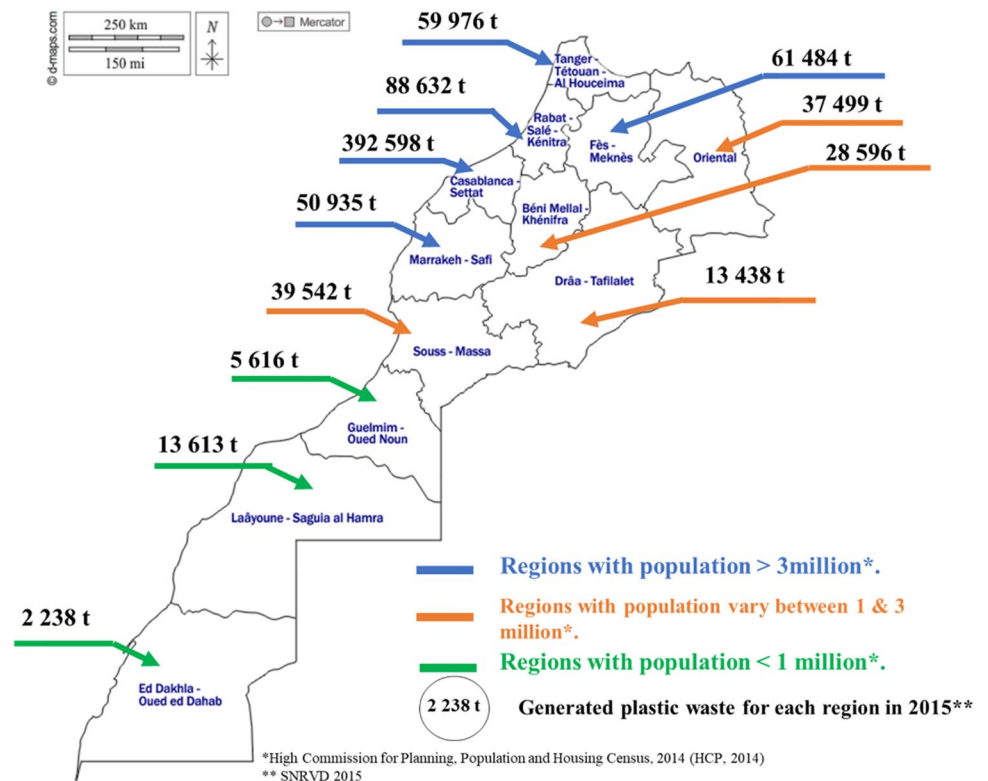 250 km
150 mi
© d-maps.com
N
Mercator
59 976 t
61 484 t
88 632 t
37 499 t
392 598 t
28 596 t
50 935 t
13 438 t
39 542 t
5 616 t
13 613 t
2 238 t
Tanger -
Tétouan -
Al Houceima
Rabat -
Salé -
Kénitra
Fès -
Meknès
Oriental
Casablanca -
Settat
Béni Mellal -
Khénifra
Marrakeh - Safi
Drâa - Tafilalet
Souss - Massa
Guelmim -
Oued Noun
Laâyoune - Saguia al Hamra
Ed Dakhla -
Oued ed Dahab
Regions with population > 3million*.
Regions with population vary between 1 & 3
million*.
Regions with population < 1 million*.
2 238 t
Generated plastic waste for each region in 2015**
*High Commission for Planning, Population and Housing Census, 2014 (HCP, 2014)
** SNRVD 2015